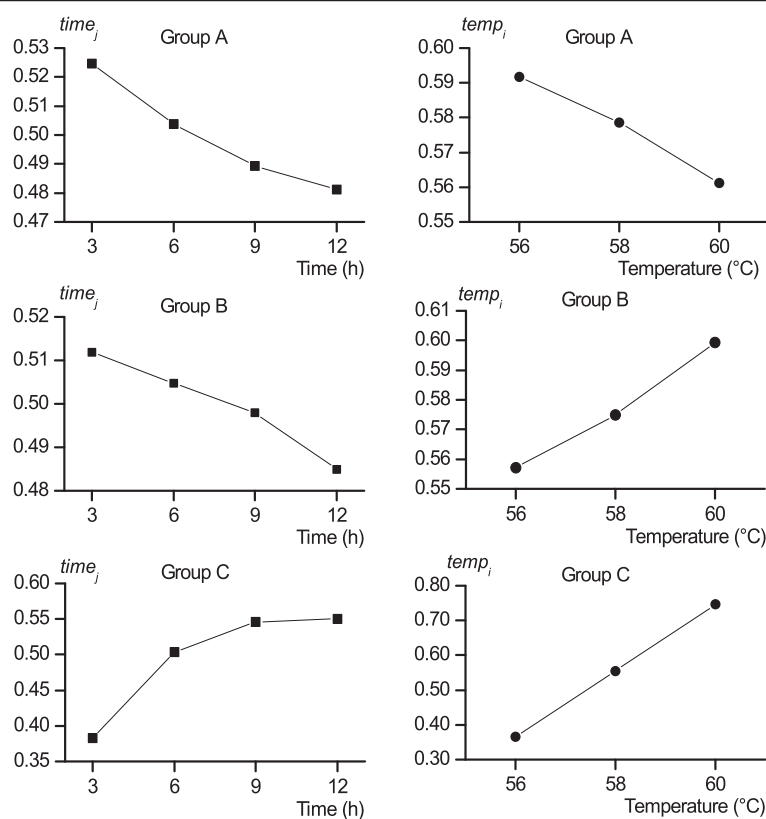 time_j Group A
0.53
0.52
0.51
0.50
0.49
0.48
0.47
3 6 9 12
Time (h)
temp_i Group A
0.60
0.59
0.58
0.57
0.56
0.55
56 58 60
Temperature (°C)
time_j Group B
0.52
0.51
0.50
0.49
0.48
3 6 9 12
Time (h)
temp_i Group B
0.61
0.60
0.59
0.58
0.57
0.56
0.55
56 58 60
Temperature (°C)
time_j Group C
0.60
0.55
0.50
0.45
0.40
0.35
3 6 9 12
Time (h)
temp_i Group C
0.80
0.70
0.60
0.50
0.40
0.30
56 58 60
Temperature (°C)